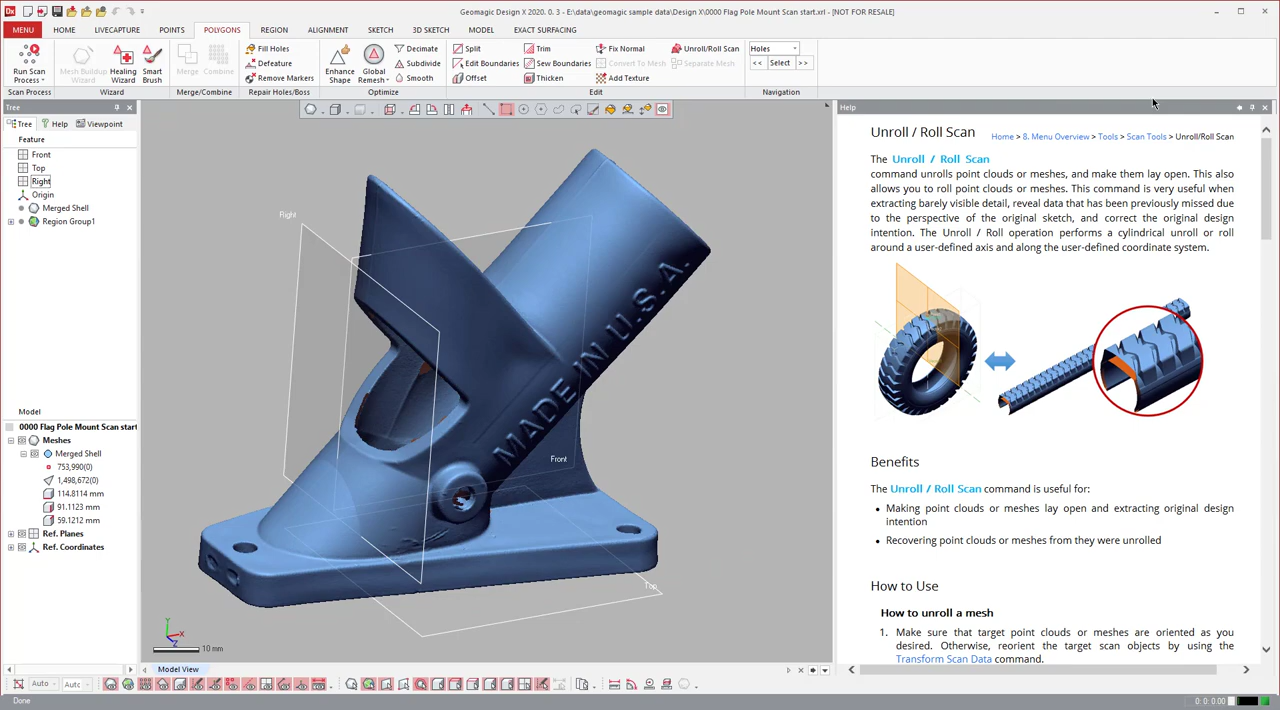 Geomagic Design X 2020. 0. 3 - E:\data\geomagic sample data\Design X\0000 Flag Pole Mount Scan start.xrl - [NOT FOR RESALE]
MENU HOME LIVECAPTURE POINTS POLYGONS REGION ALIGNMENT SKETCH 3D SKETCH MODEL EXACT SURFACING
Run Scan Process
Scan Process
Mesh Buildup Wizard
Healing Wizard
Smart Brush
Wizard
Merge
Combine
Merge/Combine
Fill Holes
Defeature
Remove Markers
Repair Holes/Boss
Enhance Shape
Global Remesh
Decimate
Subdivide
Smooth
Optimize
Split
Edit Boundaries
Offset
Trim
Sew Boundaries
Thicken
Fix Normal
Convert To Mesh
Add Texture
Unroll/Roll Scan
Separate Mesh
Edit
Holes
<< Select >>
Navigation
Tree
Tree Help Viewpoint
Feature
Front
Top
Right
Origin
Merged Shell
Region Group1
Model
0000 Flag Pole Mount Scan start
Meshes
Merged Shell
753,990(0)
1,498,672(0)
114.8114 mm
91.1123 mm
59.1212 mm
Ref. Planes
Ref. Coordinates
Right
MADE IN U.S.A.
Front
Top
Y
X
Z
10 mm
Model View
Help
Unroll / Roll Scan
Home > 8. Menu Overview > Tools > Scan Tools > Unroll/Roll Scan
The Unroll / Roll Scan
command unrolls point clouds or meshes, and make them lay open. This also
allows you to roll point clouds or meshes. This command is very useful when
extracting barely visible detail, reveal data that has been previously missed due
to the perspective of the original sketch, and correct the original design
intention. The Unroll / Roll operation performs a cylindrical unroll or roll
around a user-defined axis and along the user-defined coordinate system.
Benefits
The Unroll / Roll Scan command is useful for:
• Making point clouds or meshes lay open and extracting original design
intention
• Recovering point clouds or meshes from they were unrolled
How to Use
How to unroll a mesh
1. Make sure that target point clouds or meshes are oriented as you
desired. Otherwise, reorient the target scan objects by using the
Transform Scan Data command.
Auto Auto
Done
0: 0: 0.00